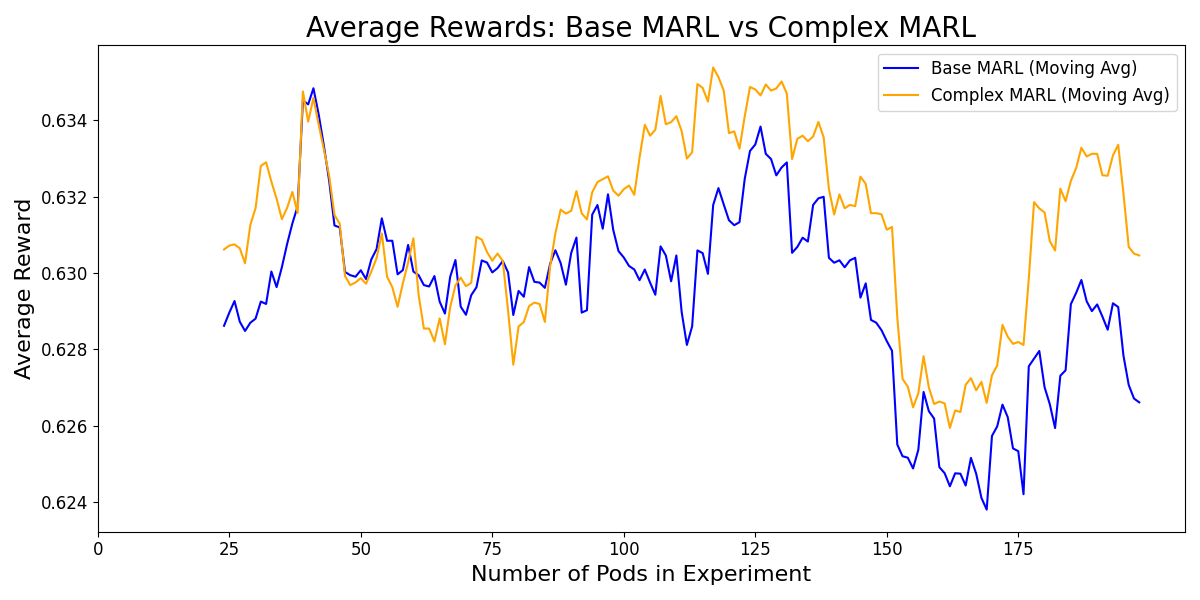 Average Rewards: Base MARL vs Complex MARL
Base MARL (Moving Avg)
Complex MARL (Moving Avg)
Average Reward
0.634
0.632
0.630
0.628
0.626
0.624
0 25 50 75 100 125 150 175
Number of Pods in Experiment